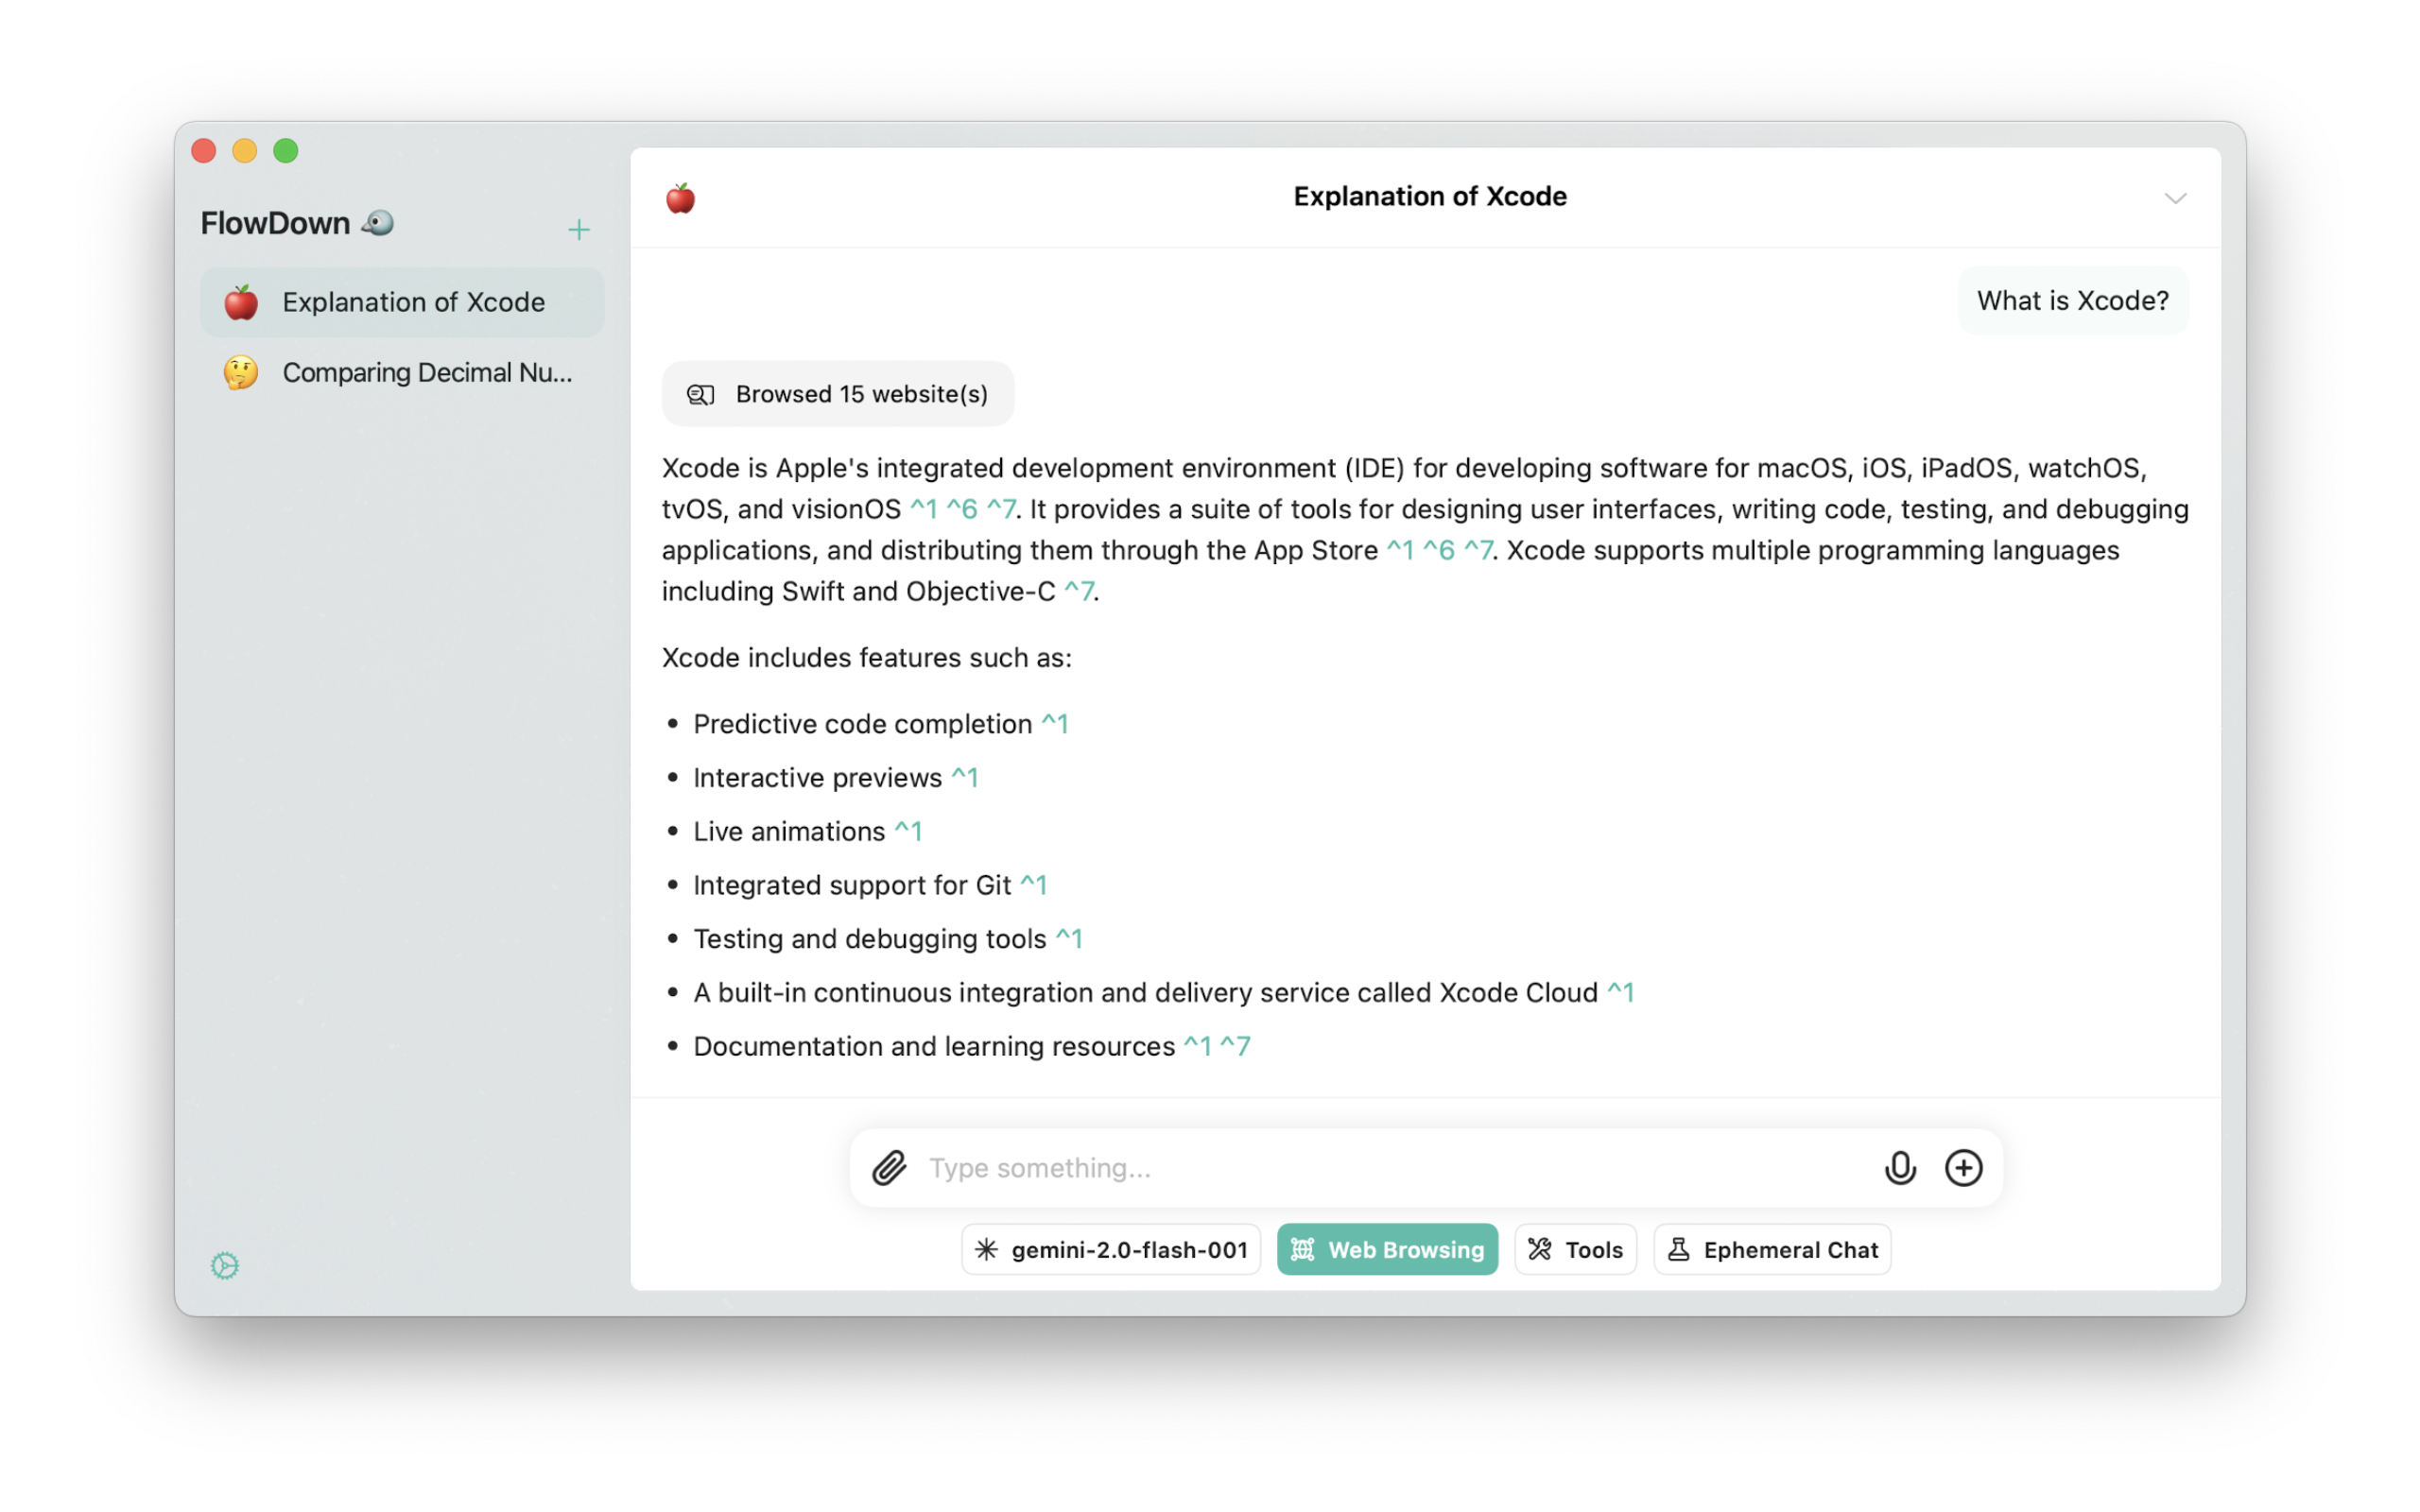 FlowDown
Explanation of Xcode
Comparing Decimal Nu...
Explanation of Xcode
What is Xcode?
Browsed 15 website(s)
Xcode is Apple's integrated development environment (IDE) for developing software for macOS, iOS, iPadOS, watchOS,
tvOS, and visionOS ^1 ^6 ^7. It provides a suite of tools for designing user interfaces, writing code, testing, and debugging
applications, and distributing them through the App Store ^1 ^6 ^7. Xcode supports multiple programming languages
including Swift and Objective-C ^7.
Xcode includes features such as:
• Predictive code completion ^1
• Interactive previews ^1
• Live animations ^1
• Integrated support for Git ^1
• Testing and debugging tools ^1
• A built-in continuous integration and delivery service called Xcode Cloud ^1
• Documentation and learning resources ^1 ^7
Type something...
gemini-2.0-flash-001
Web Browsing
Tools
Ephemeral Chat